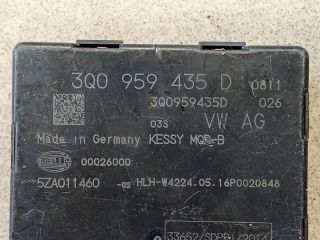 3Q0 959 435 D 0811
3Q0959435D 026
03S VW AG
Made in Germany KESSY MQB-B
HELLA 00026000
5ZA011460 -02 HLH-W4224.05.16P0020848